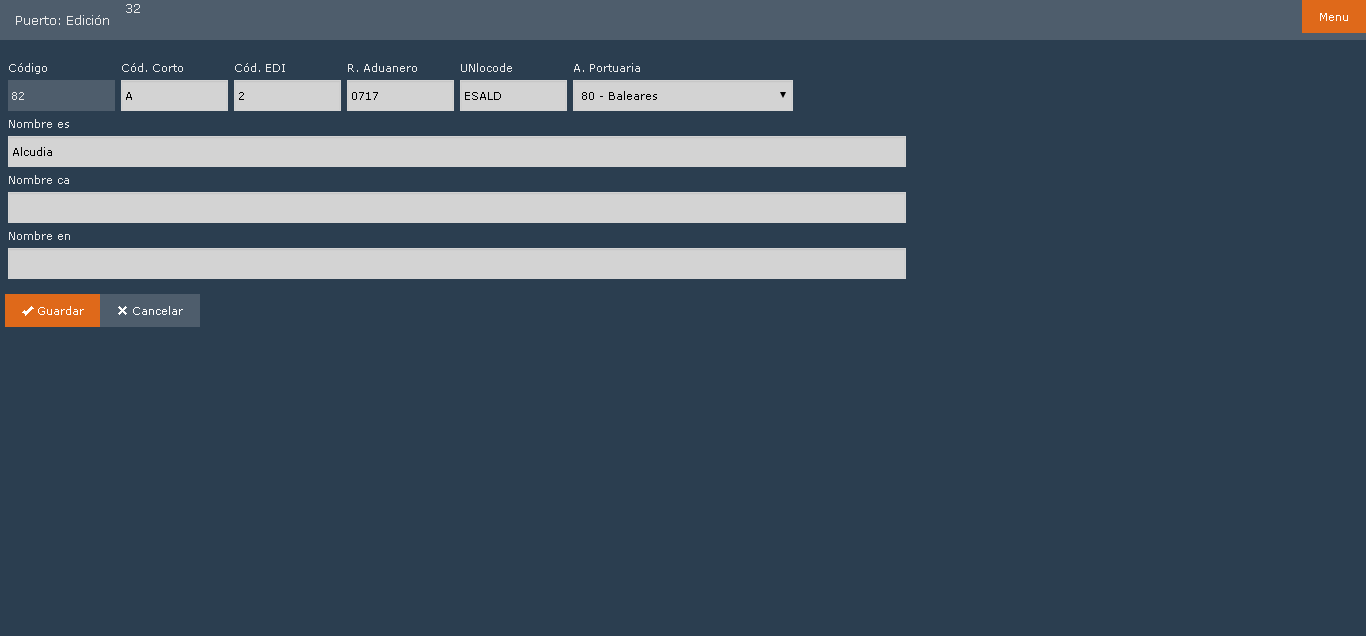 32
Puerto: Edición
Menu
Código Cód. Corto Cód. EDI R. Aduanero UNlocode A. Portuaria
82 A 2 0717 ESALD 80 - Baleares
Nombre es
Alcudia
Nombre ca
Nombre en
Guardar Cancelar